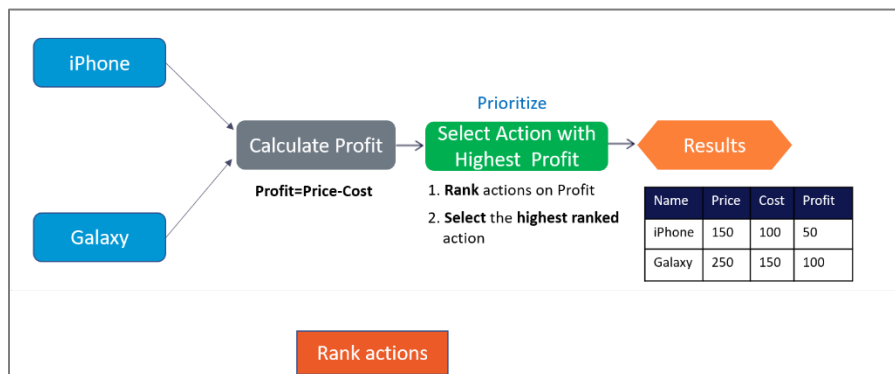 iPhone
Prioritize
Calculate Profit
Select Action with
Highest Profit
Results
Profit=Price-Cost
1. Rank actions on Profit
2. Select the highest ranked
action
Name Price Cost Profit
iPhone 150 100 50
Galaxy 250 150 100
Galaxy
Rank actions